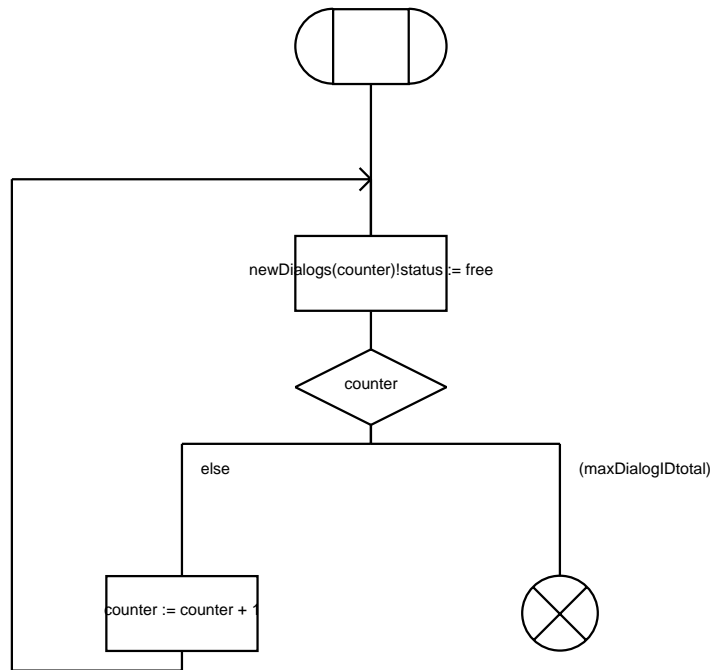 newDialogs(counter)!status := free
counter
else
(maxDialogIDtotal)
counter := counter + 1